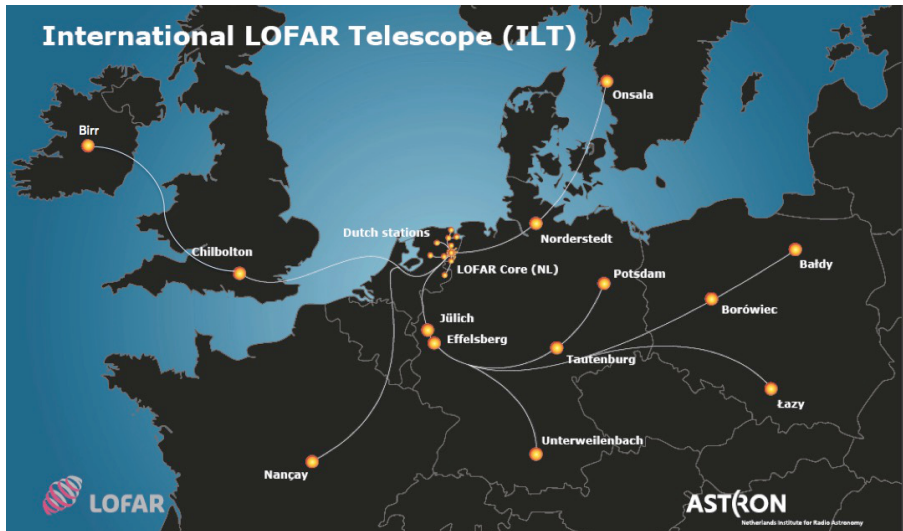 International LOFAR Telescope (ILT)
Onsala
Birr
Dutch stations
Norderstedt
Chilbolton
LOFAR Core (NL)
Potsdam
Bałdy
Borówiec
Jülich
Effelsberg
Tautenburg
Łazy
Unterweilenbach
Nançay
LOFAR
ASTRON
Netherlands Institute for Radio Astronomy